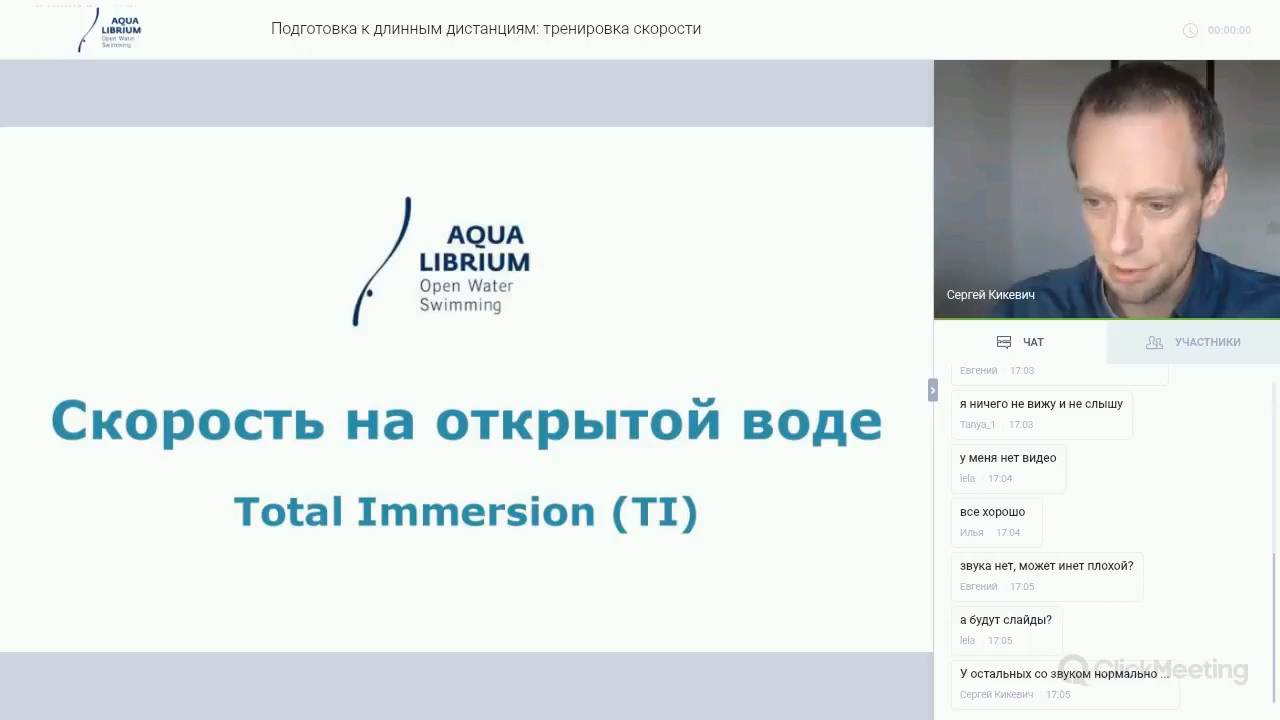 AQUA
LIBRIUM
Open Water
Swimming
Подготовка к длинным дистанциям: тренировка скорости
00:00:00
AQUA
LIBRIUM
Open Water
Swimming
Скорость на открытой воде
Total Immersion (TI)
Сергей Кикевич
ЧАТ
УЧАСТНИКИ
Евгений 17:03
я ничего не вижу и не слышу
Tanya_1 17:03
у меня нет видео
lela 17:04
все хорошо
Илья 17:04
звука нет, может инет плохой?
Евгений 17:05
а будут слайды?
lela 17:05
У остальных со звуком нормально ...
Сергей Кикевич 17:05
ClickMeeting